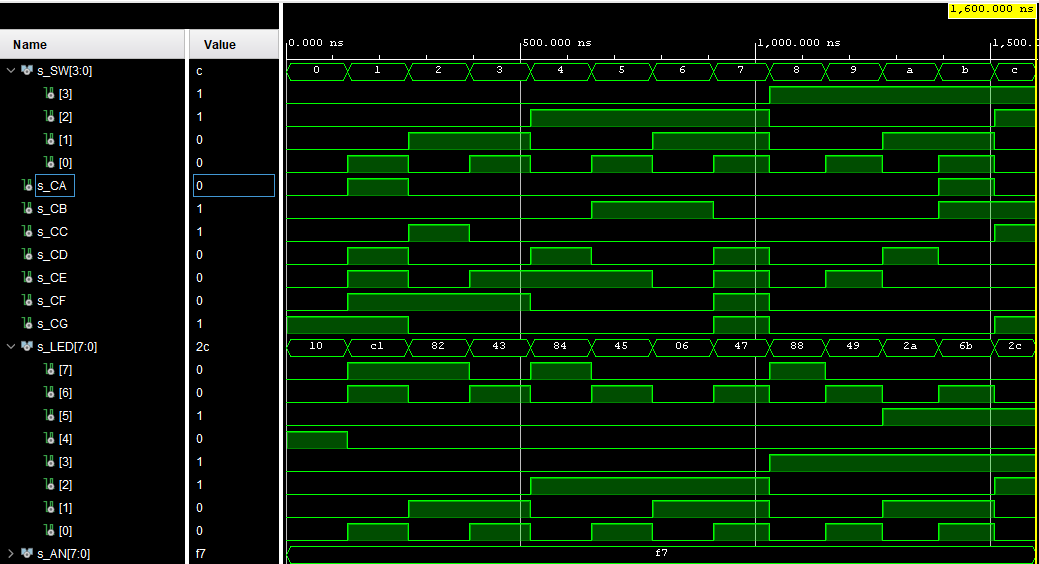 1,600.000 ns
Name Value 0.000 ns 500.000 ns 1,000.000 ns 1,500.
s_SW[3:0] c 0 1 2 3 4 5 6 7 8 9 a b c
[3] 1
[2] 1
[1] 0
[0] 0
s_CA 0
s_CB 1
s_CC 1
s_CD 0
s_CE 0
s_CF 0
s_CG 1
s_LED[7:0] 2c 10 c1 82 43 84 45 06 47 88 49 2a 6b 2c
[7] 0
[6] 0
[5] 1
[4] 0
[3] 1
[2] 1
[1] 0
[0] 0
s_AN[7:0] f7 f7